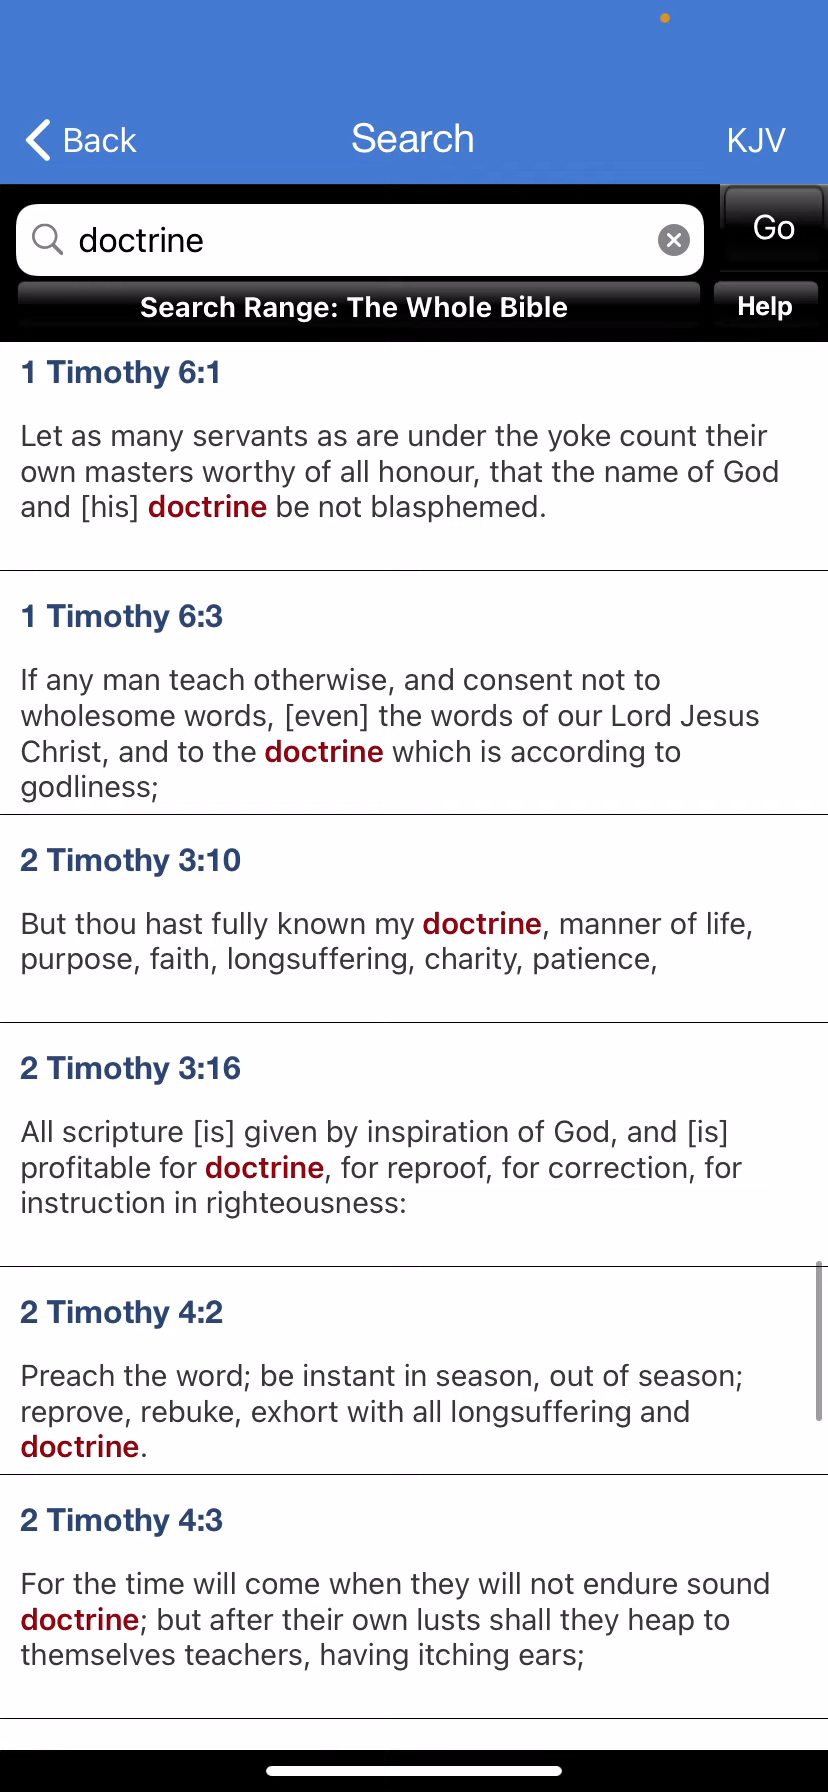 Back
Search
KJV
doctrine
Go
Search Range: The Whole Bible
Help
1 Timothy 6:1
Let as many servants as are under the yoke count their
own masters worthy of all honour, that the name of God
and [his] doctrine be not blasphemed.
1 Timothy 6:3
If any man teach otherwise, and consent not to
wholesome words, [even] the words of our Lord Jesus
Christ, and to the doctrine which is according to
godliness;
2 Timothy 3:10
But thou hast fully known my doctrine, manner of life,
purpose, faith, longsuffering, charity, patience,
2 Timothy 3:16
All scripture [is] given by inspiration of God, and [is]
profitable for doctrine, for reproof, for correction, for
instruction in righteousness:
2 Timothy 4:2
Preach the word; be instant in season, out of season;
reprove, rebuke, exhort with all longsuffering and
doctrine.
2 Timothy 4:3
For the time will come when they will not endure sound
doctrine; but after their own lusts shall they heap to
themselves teachers, having itching ears;